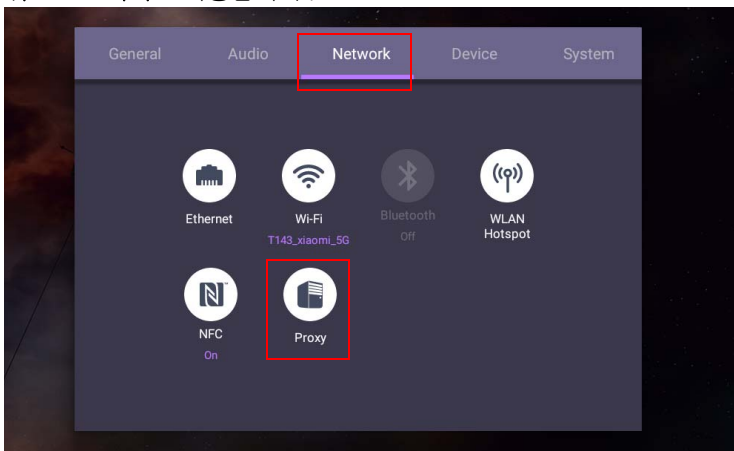 General Audio Network Device System
Ethernet Wi-Fi Bluetooth WLAN
Hotspot
T143_xiaomi_5G Off
NFC Proxy
On